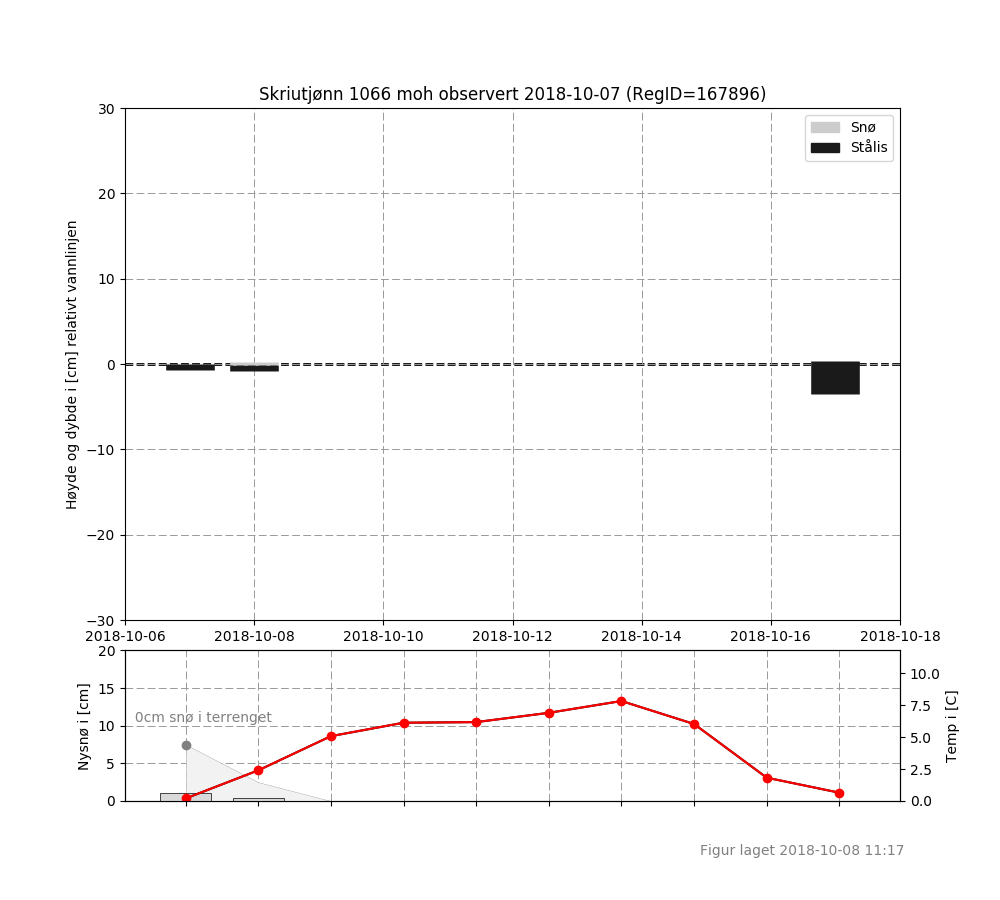 Skriutjønn 1066 moh observert 2018-10-07 (RegID=167896)
Snø
Stålis
Høyde og dybde i [cm] relativt vannlinjen
30
20
10
0
−10
−20
−30
2018-10-06 2018-10-08 2018-10-10 2018-10-12 2018-10-14 2018-10-16 2018-10-18
Nysnø i [cm]
20
15
10
5
0
0cm snø i terrenget
10.0
7.5
5.0
2.5
0.0
Temp i [C]
Figur laget 2018-10-08 11:17